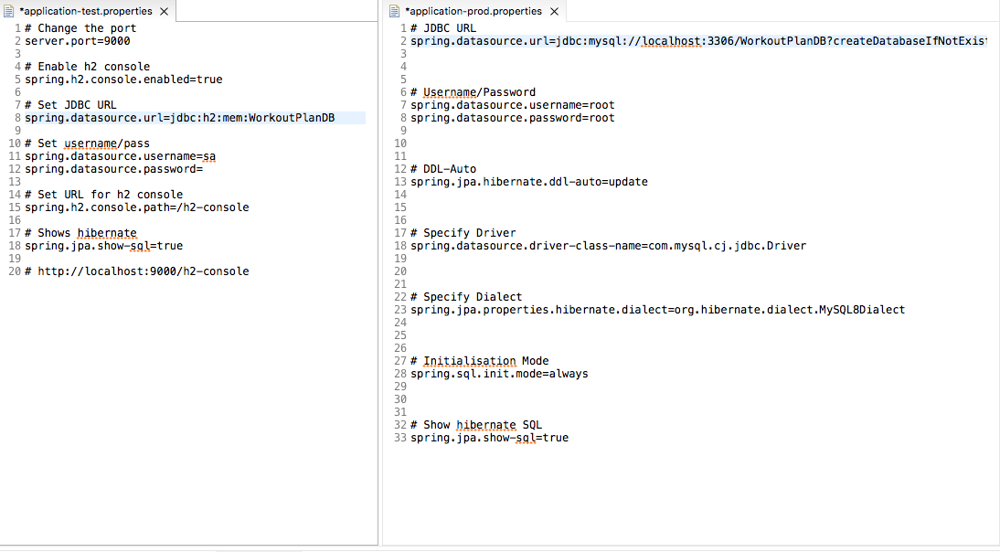 *application-test.properties
1 # Change the port
2 server.port=9000
3
4 # Enable h2 console
5 spring.h2.console.enabled=true
6
7 # Set JDBC URL
8 spring.datasource.url=jdbc:h2:mem:WorkoutPlanDB
9
10 # Set username/pass
11 spring.datasource.username=sa
12 spring.datasource.password=
13
14 # Set URL for h2 console
15 spring.h2.console.path=/h2-console
16
17 # Shows hibernate
18 spring.jpa.show-sql=true
19
20 # http://localhost:9000/h2-console
*application-prod.properties
1 # JDBC URL
2 spring.datasource.url=jdbc:mysql://localhost:3306/WorkoutPlanDB?createDatabaseIfNotExist
3
4
5
6 # Username/Password
7 spring.datasource.username=root
8 spring.datasource.password=root
9
10
11
12 # DDL-Auto
13 spring.jpa.hibernate.ddl-auto=update
14
15
16
17 # Specify Driver
18 spring.datasource.driver-class-name=com.mysql.cj.jdbc.Driver
19
20
21
22 # Specify Dialect
23 spring.jpa.properties.hibernate.dialect=org.hibernate.dialect.MySQL8Dialect
24
25
26
27 # Initialisation Mode
28 spring.sql.init.mode=always
29
30
31
32 # Show hibernate SQL
33 spring.jpa.show-sql=true